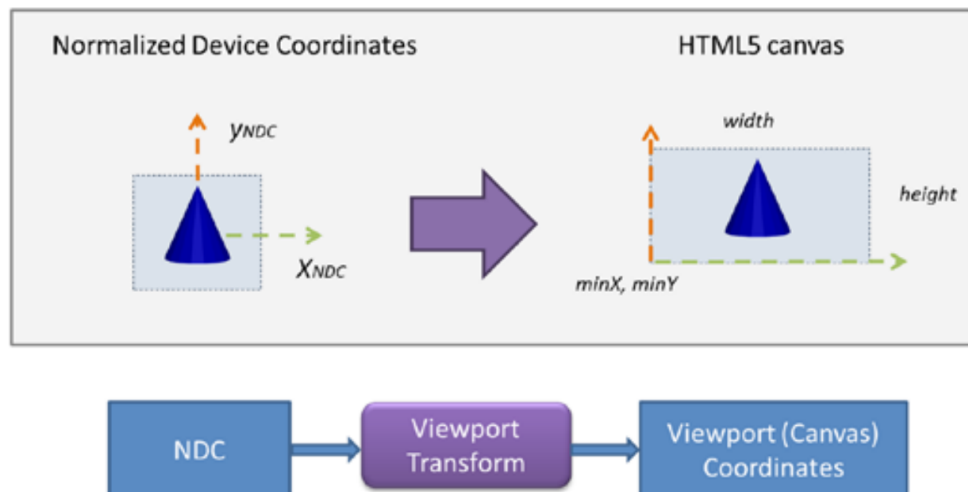 Normalized Device Coordinates
HTML5 canvas
yNDC
XNDC
width
height
minX, minY
NDC
Viewport
Transform
Viewport (Canvas)
Coordinates